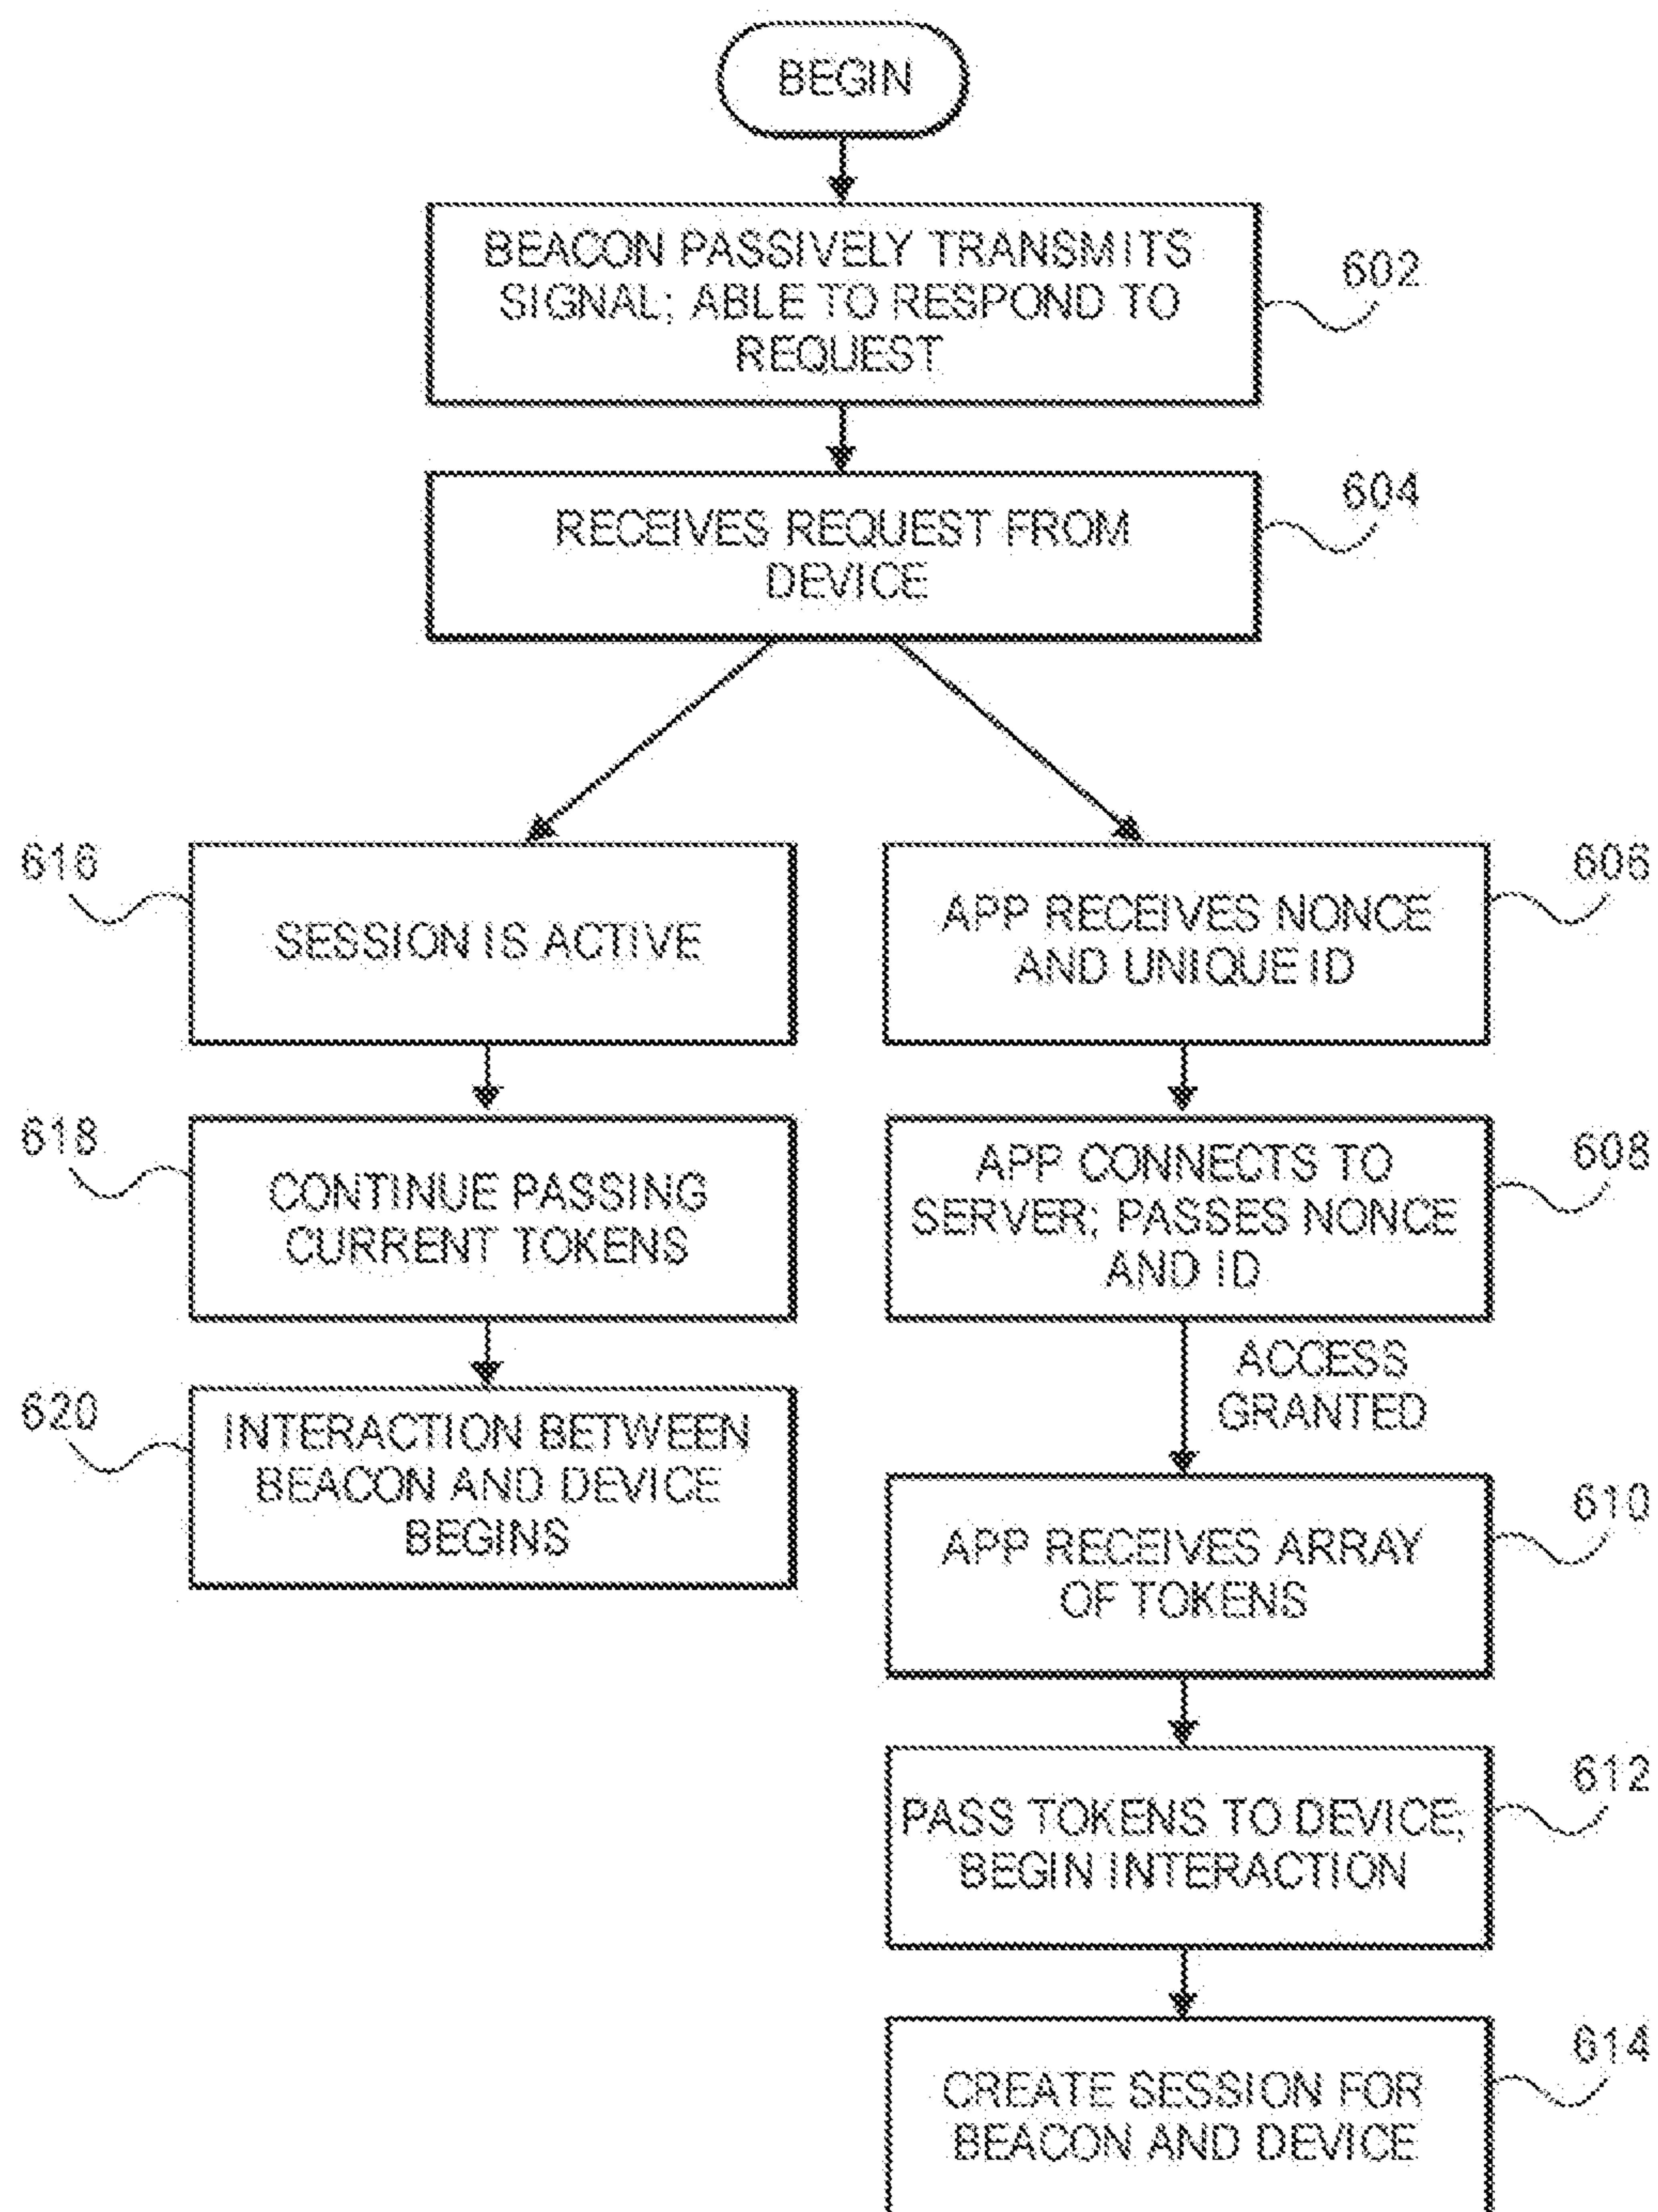 BEGIN
BEACON PASSIVELY TRANSMITS
SIGNAL; ABLE TO RESPOND TO
REQUEST
602
RECEIVES REQUEST FROM
DEVICE
604
616
SESSION IS ACTIVE
618
CONTINUE PASSING
CURRENT TOKENS
620
INTERACTION BETWEEN
BEACON AND DEVICE
BEGINS
APP RECEIVES NONCE
AND UNIQUE ID
606
APP CONNECTS TO
SERVER; PASSES NONCE
AND ID
608
ACCESS
GRANTED
APP RECEIVES ARRAY
OF TOKENS
610
PASS TOKENS TO DEVICE;
BEGIN INTERACTION
612
CREATE SESSION FOR
BEACON AND DEVICE
614